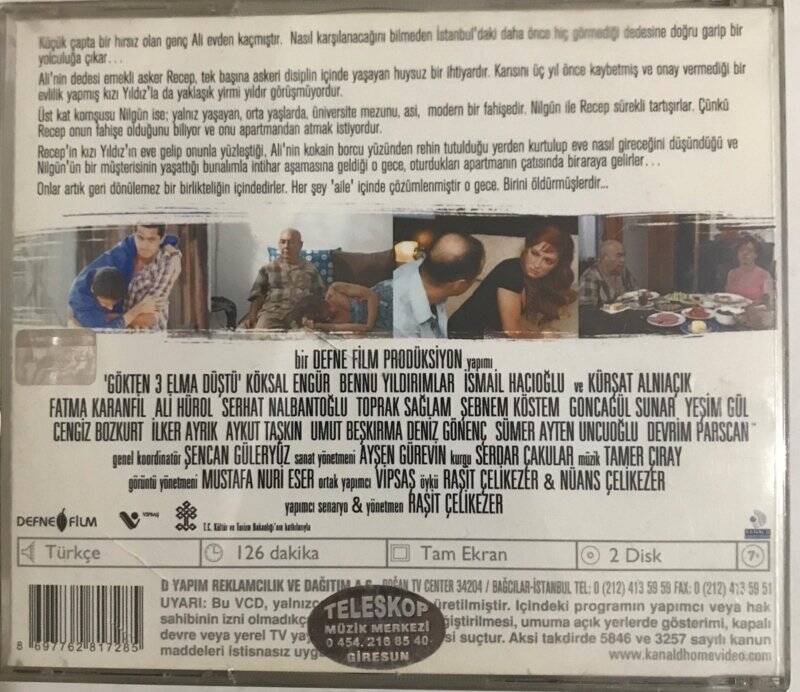 Küçük çapta bir hırsız olan genç Ali evden kaçmıştır. Nasıl karşılanacağını bilmeden İstanbul'daki daha önce hiç görmediği dedesine doğru garip bir
yolculuğa çıkar...
Ali'nin dedesi emekli asker Recep, tek başına askeri disiplin içinde yaşayan huysuz bir ihtiyardır. Karısını üç yıl önce kaybetmiş ve onay vermediği bir
evlilik yapmış kızı Yıldız'la da yaklaşık yirmi yıldır görüşmüyordur.
Üst kat komşusu Nilgün ise; yalnız yaşayan, orta yaşlarda, üniversite mezunu, asi, modern bir fahişedir. Nilgün ile Recep sürekli tartışırlar. Çünkü
Recep onun fahişe olduğunu biliyor ve onu apartmandan atmak istiyordur.
Recep'in kızı Yıldız'ın eve gelip onunla yüzleştiği, Ali'nin kokain borcu yüzünden rehin tutulduğu yerden kurtulup eve nasıl gireceğini düşündüğü ve
Nilgün'ün bir müşterisinin yaşattığı bunalımla intihar aşamasına geldiği o gece, oturdukları apartmanın çatısında biraraya gelirler...
Onlar artık geri dönülemez bir birlikteliğin içindedirler. Her şey 'aile' içinde çözümlenmiştir o gece. Birini öldürmüşlerdir...
bir DEFNE FİLM PRODÜKSİYON yapımı
'GÖKTEN 3 ELMA DÜŞTÜ' KÖKSAL ENGÜR BENNU YILDIRIMLAR İSMAİL HACIOĞLU ve KÜRŞAT ALNIAÇIK
FATMA KARANFİL ALİ HÜROL SERHAT NALBANTOĞLU TOPRAK SAĞLAM ŞEBNEM KÖSTEM GONCAGÜL SUNAR YEŞİM GÜL
CENGİZ BOZKURT İLKER AYRIK AYKUT TAŞKIN UMUT BEŞKIRMA DENİZ GÖNENÇ SÜMER AYTEN UNCUOĞLU DEVRİM PARSCAN
genel koordinatör ŞENCAN GÜLERYÜZ sanat yönetmeni AYŞEN GÜREVİN kurgu SERDAR ÇAKULAR müzik TAMER ÇIRAY
görüntü yönetmeni MUSTAFA NURİ ESER ortak yapımcı VİPSAŞ öykü RAŞİT ÇELİKEZER & NÜANS ÇELİKEZER
yapımcı senaryo & yönetmen RAŞİT ÇELİKEZER
DEFNE FİLM
VİPSAŞ
T.C. Kültür ve Turizm Bakanlığı'nın katkılarıyla
KANAL D
Türkçe
126 dakika
Tam Ekran
2 Disk
7+
D YAPIM REKLAMCILIK VE DAĞITIM A.Ş. DOĞAN TV CENTER 34204 / BAĞCILAR-İSTANBUL TEL: 0 (212) 413 59 59 FAX: 0 (212) 413 59 51
UYARI: Bu VCD, yalnızc üretilmiştir. İçindeki programın yapımcı veya hak
sahibinin izni olmadıkç ğiştirilmesi, umuma açık yerlerde gösterimi, kapalı
devre veya yerel TV yay si suçtur. Aksi takdirde 5846 ve 3257 sayılı kanun
maddeleri istisnasız uyg
www.kanaldhomevideo.com
TELESKOP
MÜZİK MERKEZİ
0 454. 216 85 40
GİRESUN
8 697762 817285